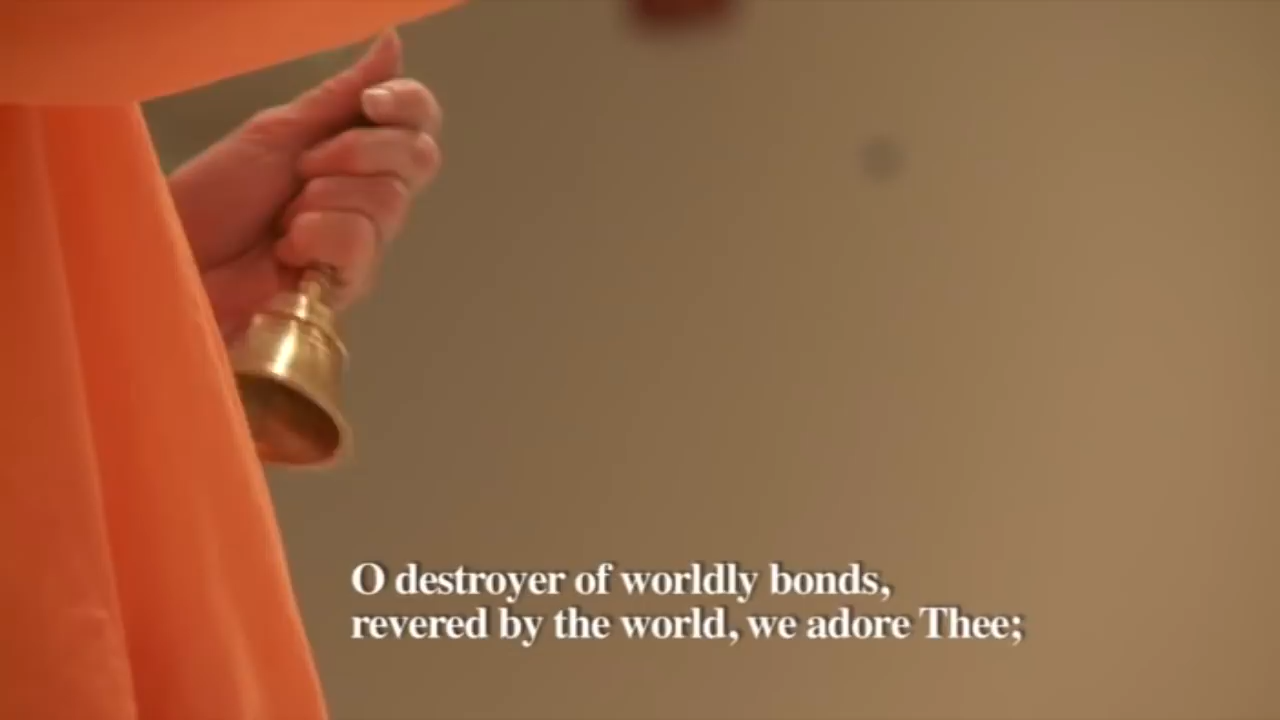 O destroyer of worldly bonds,
revered by the world, we adore Thee;